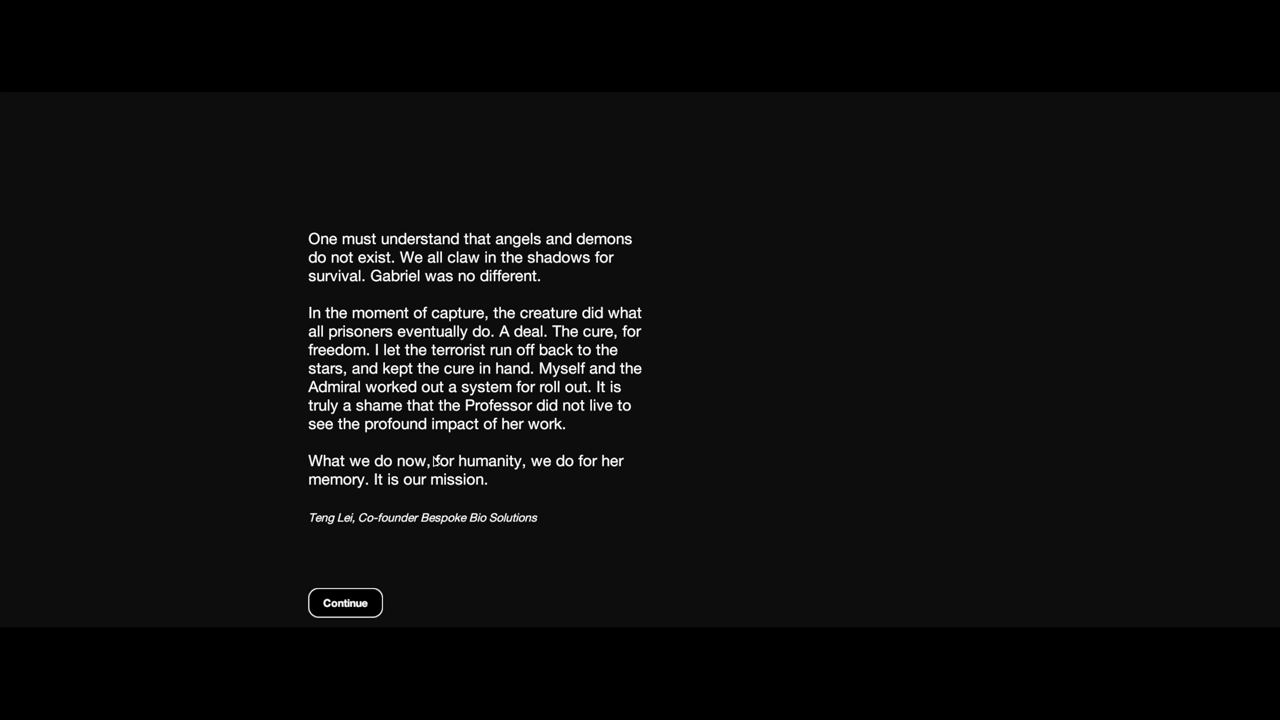 One must understand that angels and demons
do not exist. We all claw in the shadows for
survival. Gabriel was no different.
In the moment of capture, the creature did what
all prisoners eventually do. A deal. The cure, for
freedom. I let the terrorist run off back to the
stars, and kept the cure in hand. Myself and the
Admiral worked out a system for roll out. It is
truly a shame that the Professor did not live to
see the profound impact of her work.
What we do now, for humanity, we do for her
memory. It is our mission.
Teng Lei, Co-founder Bespoke Bio Solutions
Continue